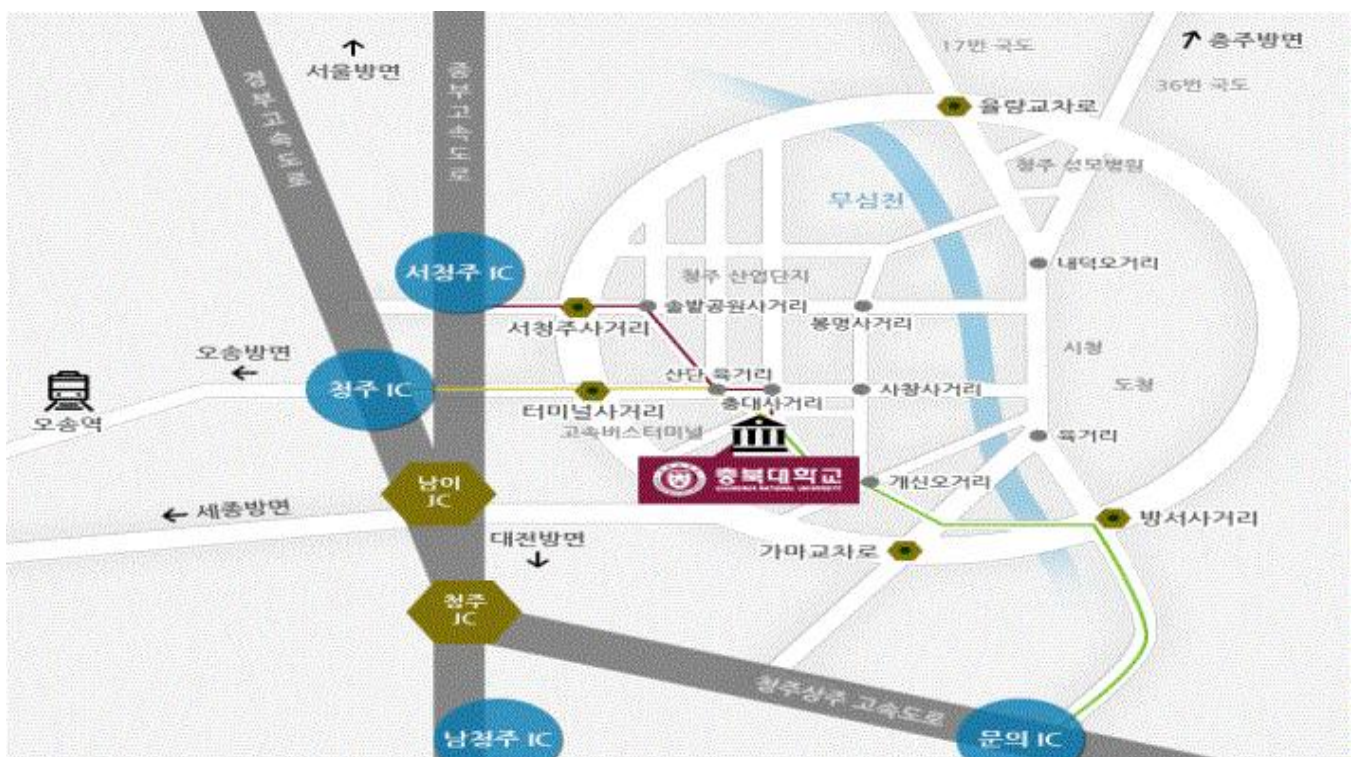 경부고속도로
중부고속도로
서울방면
17번 국도
충주방면
36번 국도
율량교차로
청주 성모병원
무심천
서청주 IC
내덕오거리
청주 산업단지
솔밭공원사거리
서청주사거리
봉명사거리
오송방면
시청
산단 육거리
청주 IC
도청
사창사거리
충대사거리
터미널사거리
오송역
고속버스터미널
육거리
충북대학교
CHUNGBUK NATIONAL UNIVERSITY
개신오거리
남이
JC
세종방면
방서사거리
대전방면
가마교차로
청주
JC
청주상주 고속도로
남청주 IC
문의 IC